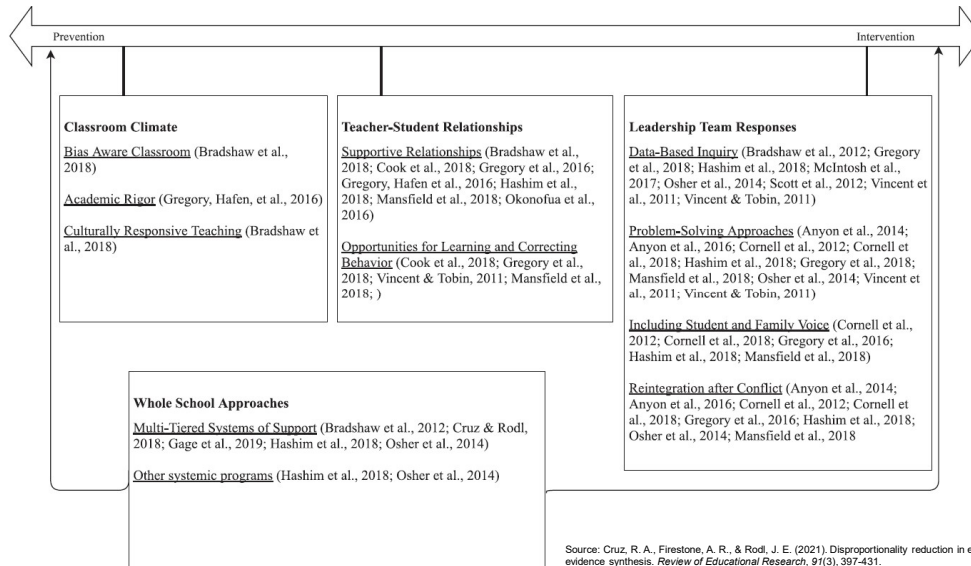 Prevention
Intervention
Classroom Climate
Bias Aware Classroom (Bradshaw et al.,
2018)
Academic Rigor (Gregory, Hafen, et al., 2016)
Culturally Responsive Teaching (Bradshaw et
al., 2018)
Teacher-Student Relationships
Supportive Relationships (Bradshaw et al.,
2018; Cook et al., 2018; Gregory et al., 2016;
Gregory, Hafen et al., 2016; Hashim et al.,
2018; Mansfield et al., 2018; Okonofua et al.,
2016)
Opportunities for Learning and Correcting
Behavior (Cook et al., 2018; Gregory et al.,
2018; Vincent & Tobin, 2011; Mansfield et al.,
2018; )
Leadership Team Responses
Data-Based Inquiry (Bradshaw et al., 2012; Gregory
et al., 2018; Hashim et al., 2018; McIntosh et al.,
2017; Osher et al., 2014; Scott et al., 2012; Vincent
et al., 2011; Vincent & Tobin, 2011)
Problem-Solving Approaches (Anyon et al., 2014;
Anyon et al., 2016; Cornell et al., 2012; Cornell et
al., 2018; Hashim et al., 2018; Gregory et al., 2018;
Mansfield et al., 2018; Osher et al., 2014; Vincent et
al., 2011; Vincent & Tobin, 2011)
Including Student and Family Voice (Cornell et al.,
2012; Cornell et al., 2018; Gregory et al., 2016;
Hashim et al., 2018; Mansfield et al., 2018)
Reintegration after Conflict (Anyon et al., 2014;
Anyon et al., 2016; Cornell et al., 2012; Cornell et
al., 2018; Gregory et al., 2016; Hashim et al., 2018;
Osher et al., 2014; Mansfield et al., 2018
Whole School Approaches
Multi-Tiered Systems of Support (Bradshaw et al., 2012; Cruz & Rodl,
2018; Gage et al., 2019; Hashim et al., 2018; Osher et al., 2014)
Other systemic programs (Hashim et al., 2018; Osher et al., 2014)
Source: Cruz, R. A., Firestone, A. R., & Rodl, J. E. (2021). Disproportionality reduction in e
evidence synthesis. Review of Educational Research, 91(3), 397-431.